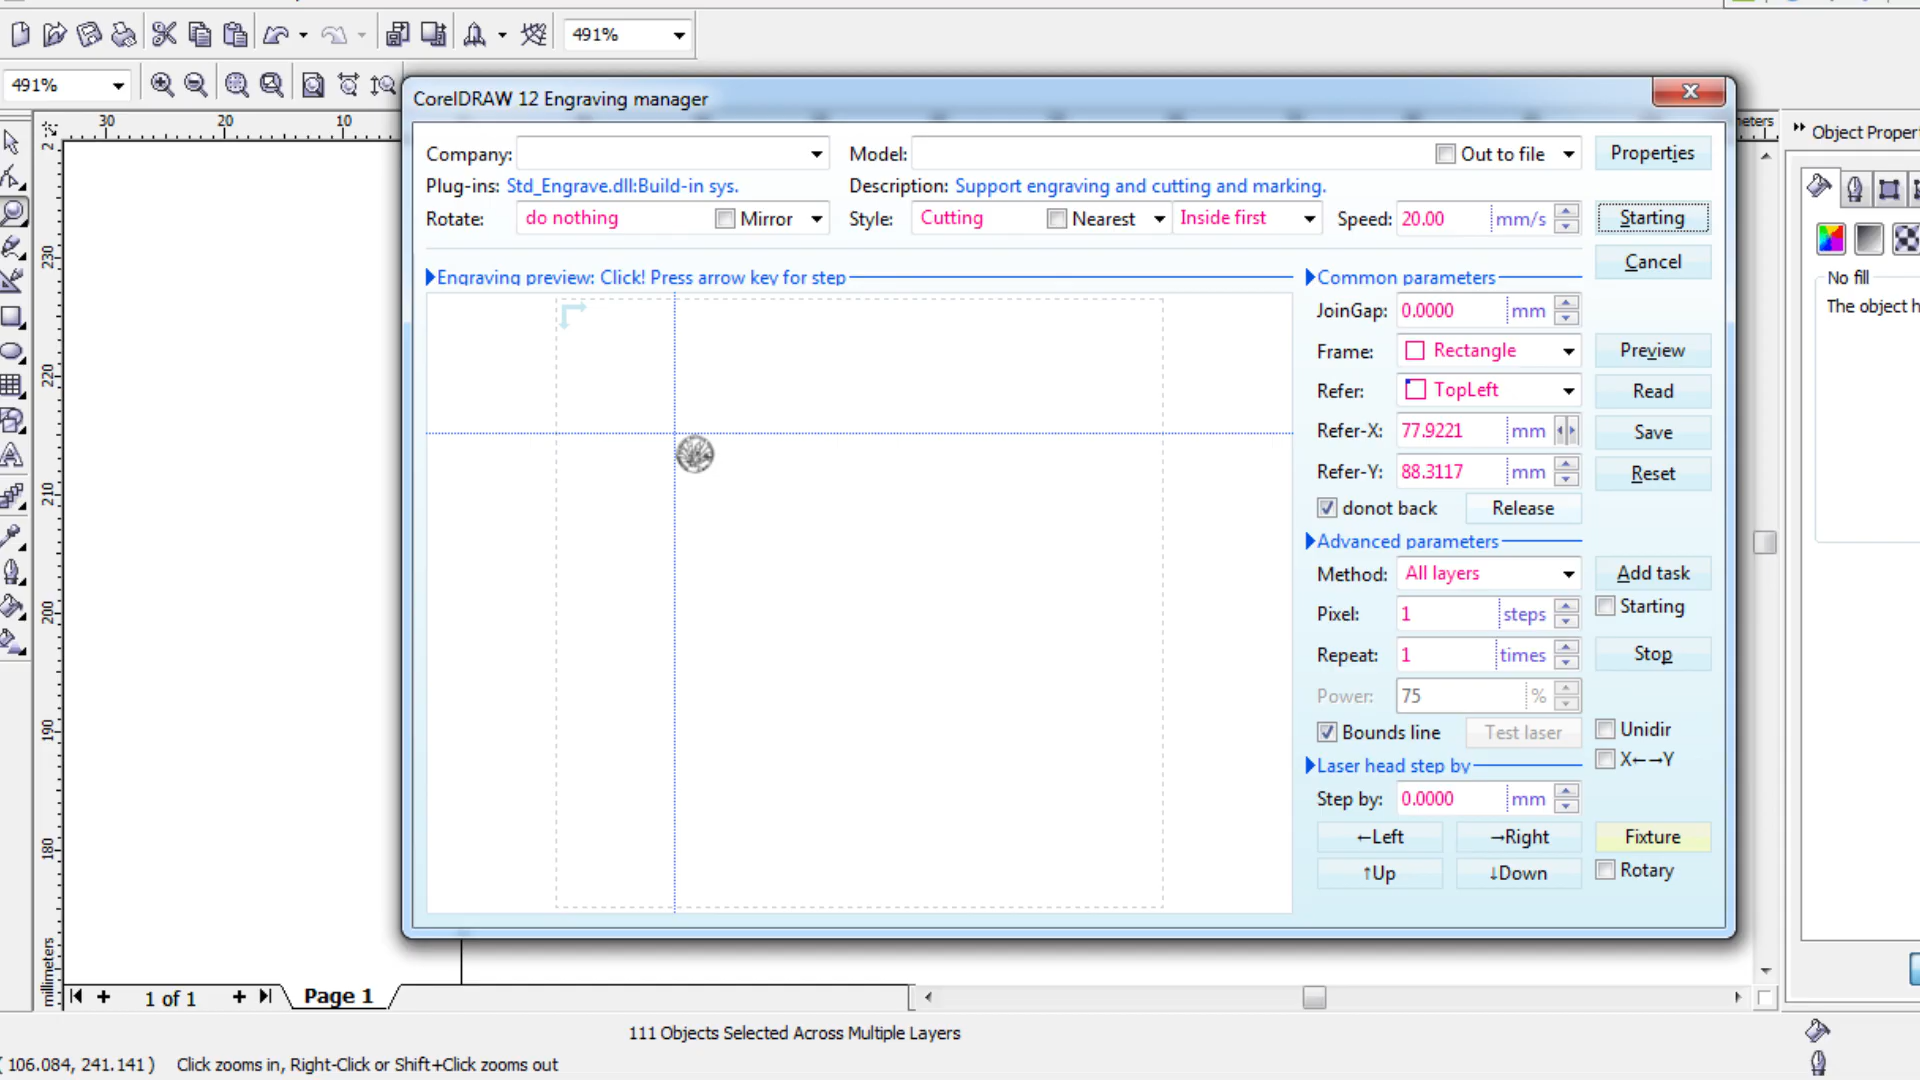 491%
491%
CorelDRAW 12 Engraving manager
30 20 10
eters
Object Propert
Company:
Model:
Out to file
Properties
Plug-ins: Std_Engrave.dll:Build-in sys.
Description: Support engraving and cutting and marking.
Rotate: do nothing
Mirror
Style: Cutting
Nearest
Inside first
Speed: 20.00 mm/s
Starting
Cancel
Engraving preview: Click! Press arrow key for step
Common parameters
JoinGap: 0.0000 mm
Frame: Rectangle
Preview
Refer: TopLeft
Read
Refer-X: 77.9221 mm
Save
Refer-Y: 88.3117 mm
Reset
donot back
Release
Advanced parameters
Method: All layers
Add task
Pixel: 1 steps
Starting
Repeat: 1 times
Stop
Power: 75 %
Bounds line
Test laser
Unidir
X←→Y
Laser head step by
Step by: 0.0000 mm
←Left
→Right
Fixture
↑Up
↓Down
Rotary
No fill
The object h
2
230
220
210
200
190
180
millimeters
1 of 1
Page 1
111 Objects Selected Across Multiple Layers
( 106.084, 241.141 ) Click zooms in, Right-Click or Shift+Click zooms out